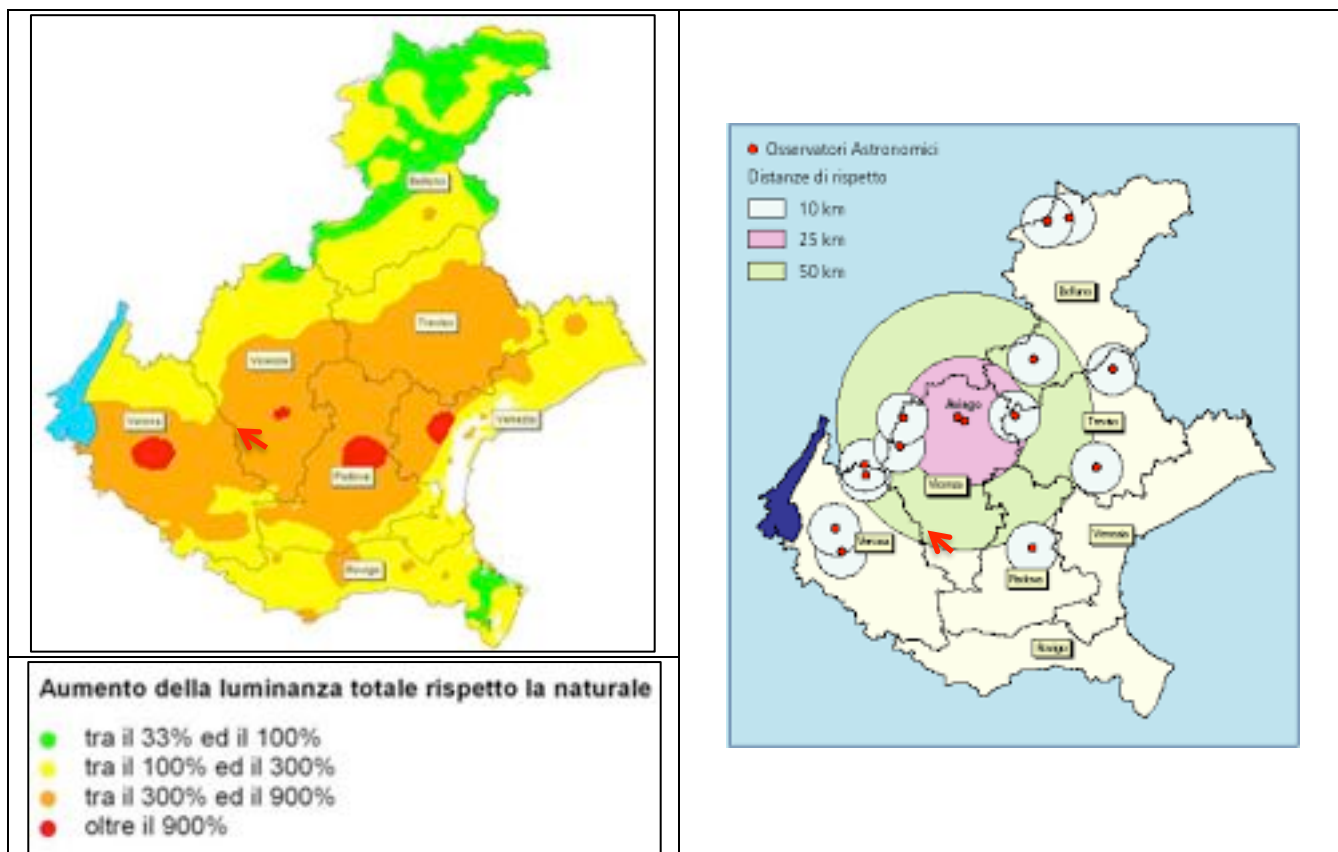 Belluno
Treviso
Vicenza
Verona
Venezia
Padova
Rovigo
Aumento della luminanza totale rispetto la naturale
tra il 33% ed il 100%
tra il 100% ed il 300%
tra il 300% ed il 900%
oltre il 900%
Osservatori Astronomici
Distanze di rispetto
10 km
25 km
50 km
Belluno
Asiago
Treviso
Vicenza
Verona
Venezia
Padova
Rovigo